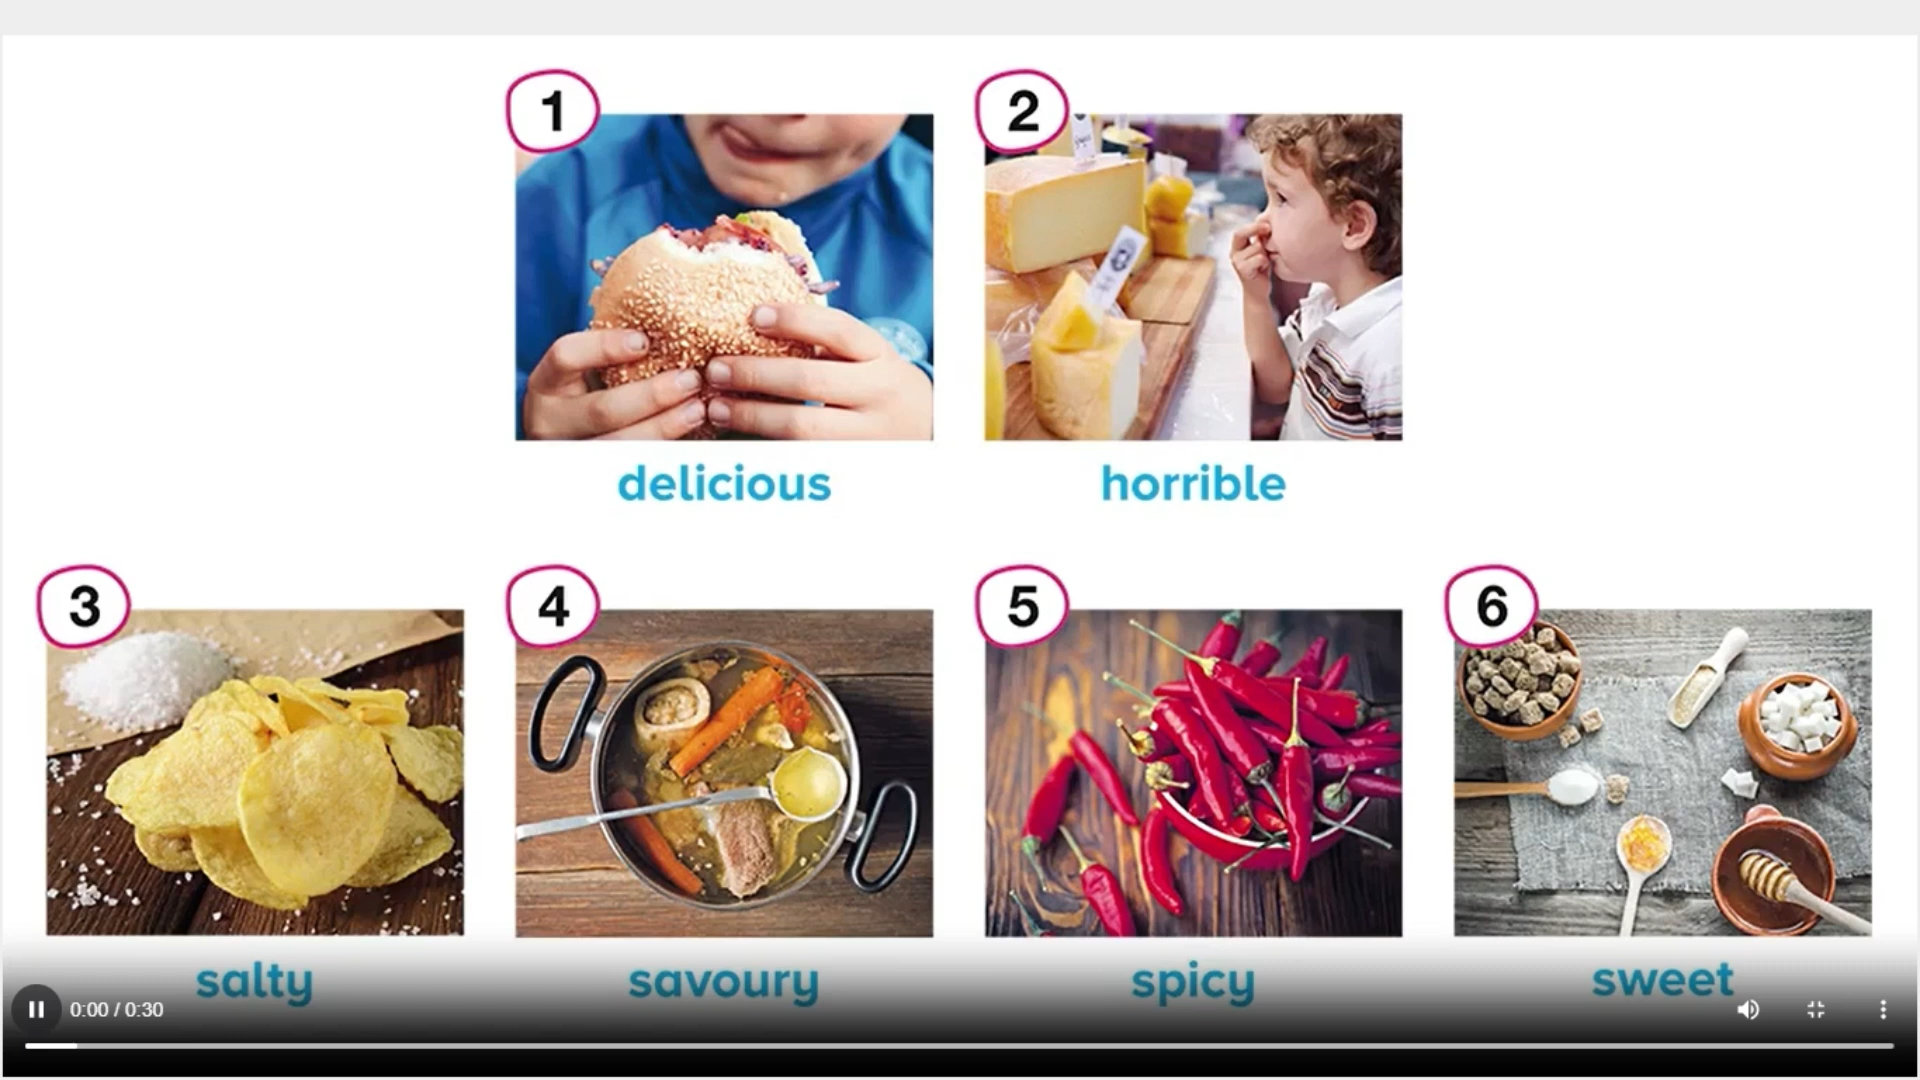 1
2
delicious
horrible
3
4
5
6
salty
savoury
spicy
sweet
0:00 / 0:30